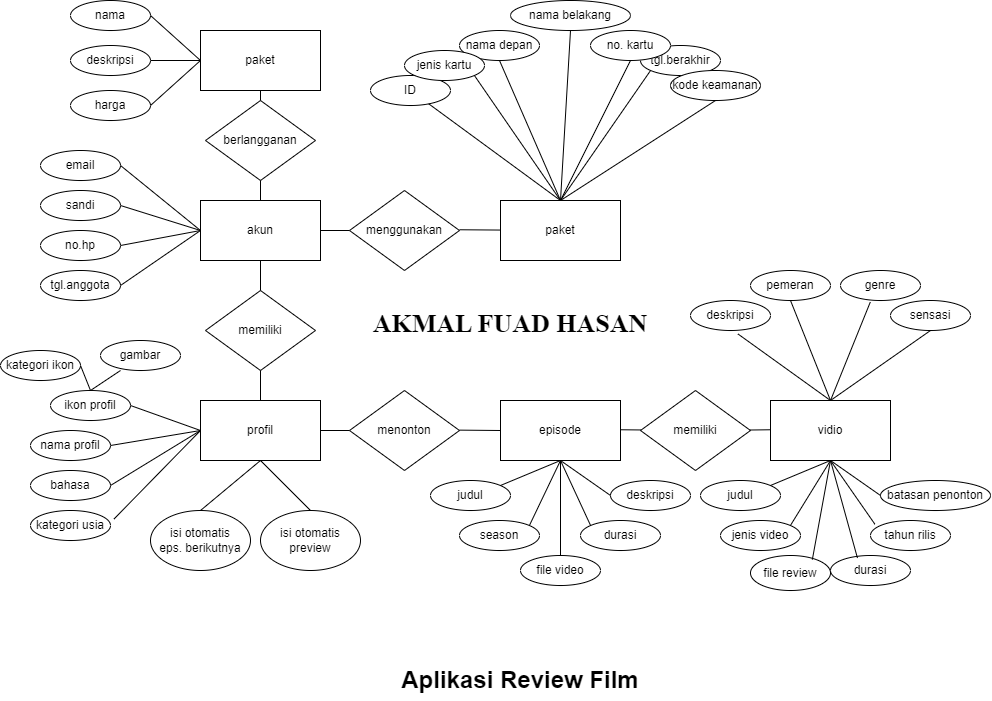 nama
deskripsi
harga
paket
berlangganan
nama belakang
nama depan
no. kartu
jenis kartu
tgl.berakhir
ID
kode keamanan
email
sandi
no.hp
tgl.anggota
akun
menggunakan
paket
memiliki
AKMAL FUAD HASAN
pemeran
genre
deskripsi
sensasi
kategori ikon
gambar
ikon profil
nama profil
bahasa
kategori usia
profil
menonton
episode
memiliki
vidio
isi otomatis
eps. berikutnya
isi otomatis
preview
judul
deskripsi
season
durasi
file video
judul
batasan penonton
jenis video
tahun rilis
file review
durasi
Aplikasi Review Film